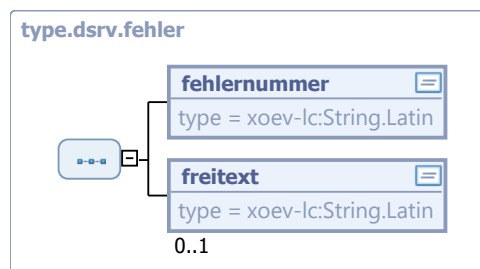 type.dsrv.fehler
fehlernummer
type = xoev-lc:String.Latin
freitext
type = xoev-lc:String.Latin
0..1